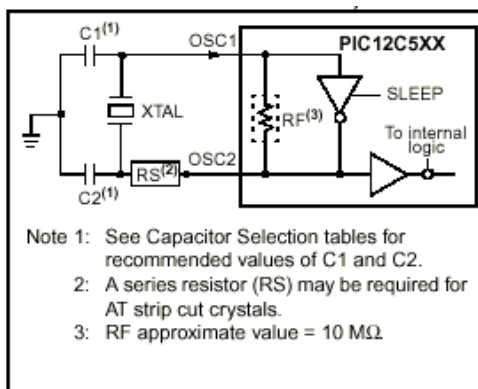 C1(1)
OSC1
PIC12C5XX
SLEEP
XTAL
RF(3)
To internal
logic
OSC2
RS(2)
C2(1)
Note 1: See Capacitor Selection tables for
recommended values of C1 and C2.
2: A series resistor (RS) may be required for
AT strip cut crystals.
3: RF approximate value = 10 MΩ